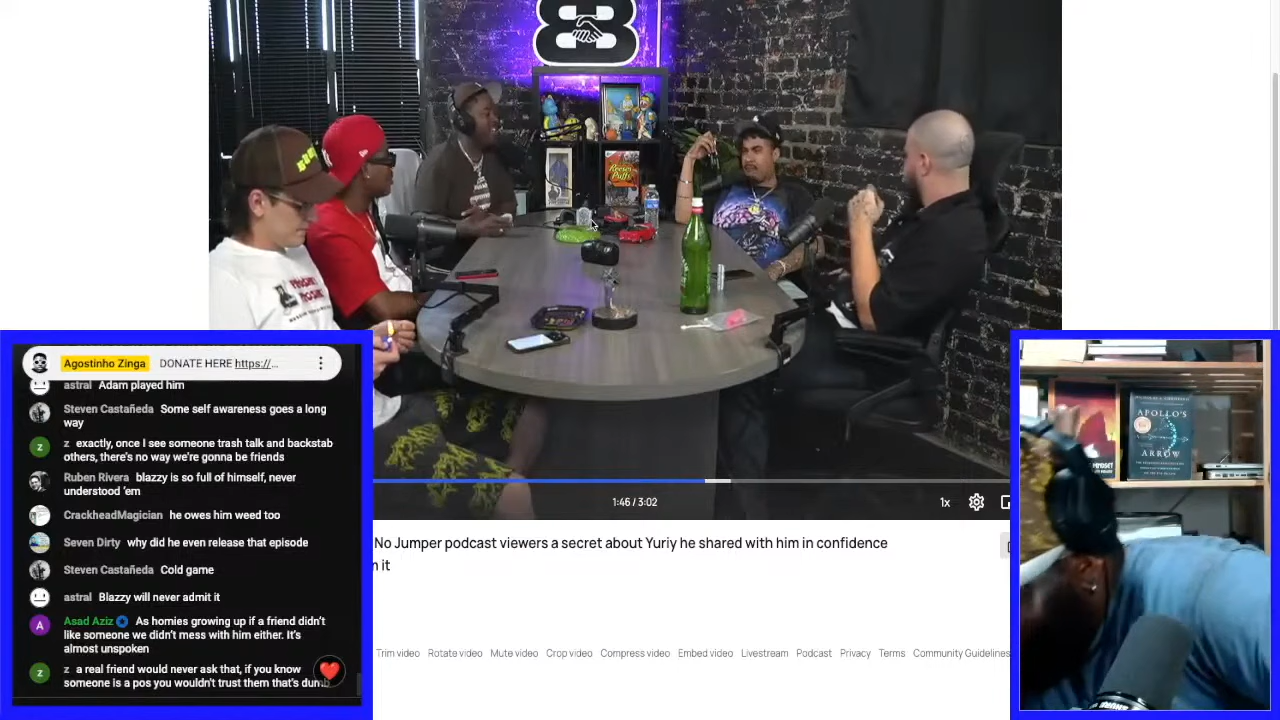 REESE'S
PUFFS
1:46 / 3:02
1x
No Jumper podcast viewers a secret about Yuriy he shared with him in confidence
it
Trim video Rotate video Mute video Crop video Compress video Embed video Livestream Podcast Privacy Terms Community Guidelines
Agostinho Zinga DONATE HERE https://...
astral Adam played him
Steven Castañeda Some self awareness goes a long
way
z exactly, once I see someone trash talk and backstab
others, there's no way we're gonna be friends
Ruben Rivera blazzy is so full of himself, never
understood 'em
CrackheadMagician he owes him weed too
Seven Dirty why did he even release that episode
Steven Castañeda Cold game
astral Blazzy will never admit it
Asad Aziz As homies growing up if a friend didn't
like someone we didn't mess with him either. It's
almost unspoken
z a real friend would never ask that, if you know
someone is a pos you wouldn't trust them that's dumb
APOLLO'S
ARROW